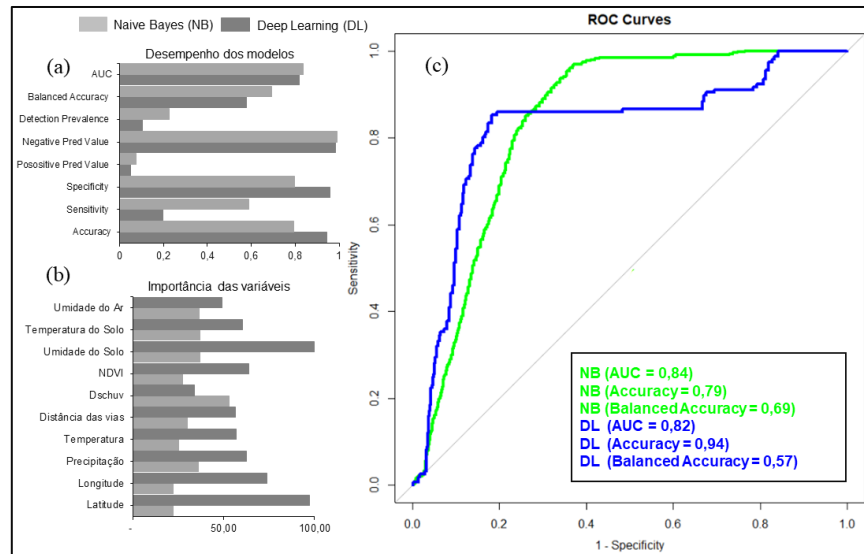 Naive Bayes (NB) Deep Learning (DL)
(a) Desempenho dos modelos
AUC
Balanced Accuracy
Detection Prevalence
Negative Pred Value
Posositive Pred Value
Specificity
Sensitivity
Accuracy
0 0,2 0,4 0,6 0,8 1
(b) Importância das variáveis
Umidade do Ar
Temperatura do Solo
Umidade do Solo
NDVI
Dschuv
Distância das vias
Temperatura
Precipitação
Longitude
Latitude
- 50,00 100,00
ROC Curves
(c)
Sensitivity
1.0
0.8
0.6
0.4
0.2
0.0
NB (AUC = 0,84)
NB (Accuracy = 0,79)
NB (Balanced Accuracy = 0,69)
DL (AUC = 0,82)
DL (Accuracy = 0,94)
DL (Balanced Accuracy = 0,57)
0.0 0.2 0.4 0.6 0.8 1.0
1 - Specificity